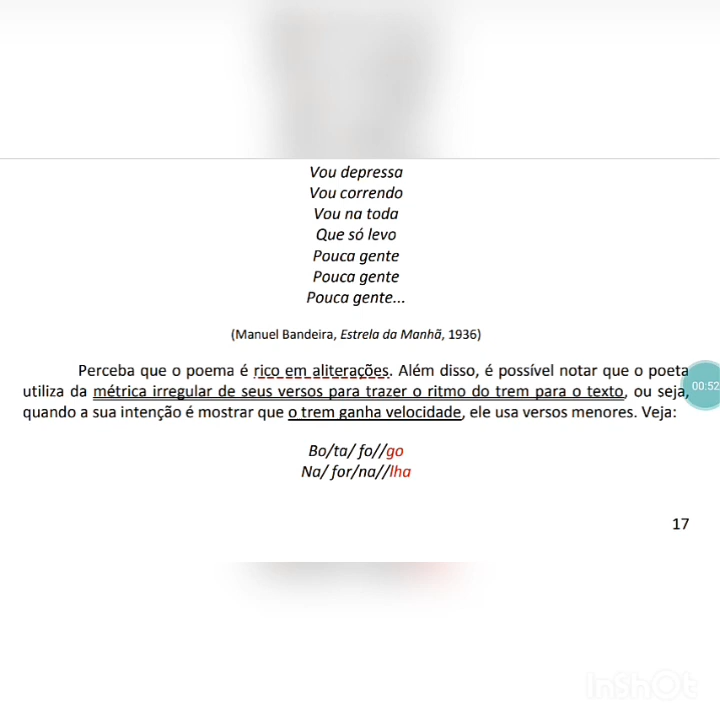 Vou depressa
Vou correndo
Vou na toda
Que só levo
Pouca gente
Pouca gente
Pouca gente...
(Manuel Bandeira, Estrela da Manhã, 1936)
Perceba que o poema é rico em aliterações. Além disso, é possível notar que o poeta
utiliza da métrica irregular de seus versos para trazer o ritmo do trem para o texto, ou seja,
00:52
quando a sua intenção é mostrar que o trem ganha velocidade, ele usa versos menores. Veja:
Bo/ta/ fo//go
Na/ for/na//lha
17
InShOt